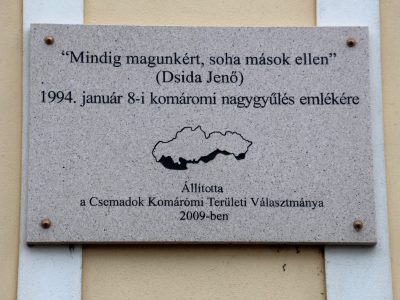 “Mindig magunkért, soha mások ellen”
(Dsida Jenő)
1994. január 8-i komáromi nagygyűlés emlékére
Állította
a Csemadok Komáromi Területi Választmánya
2009-ben